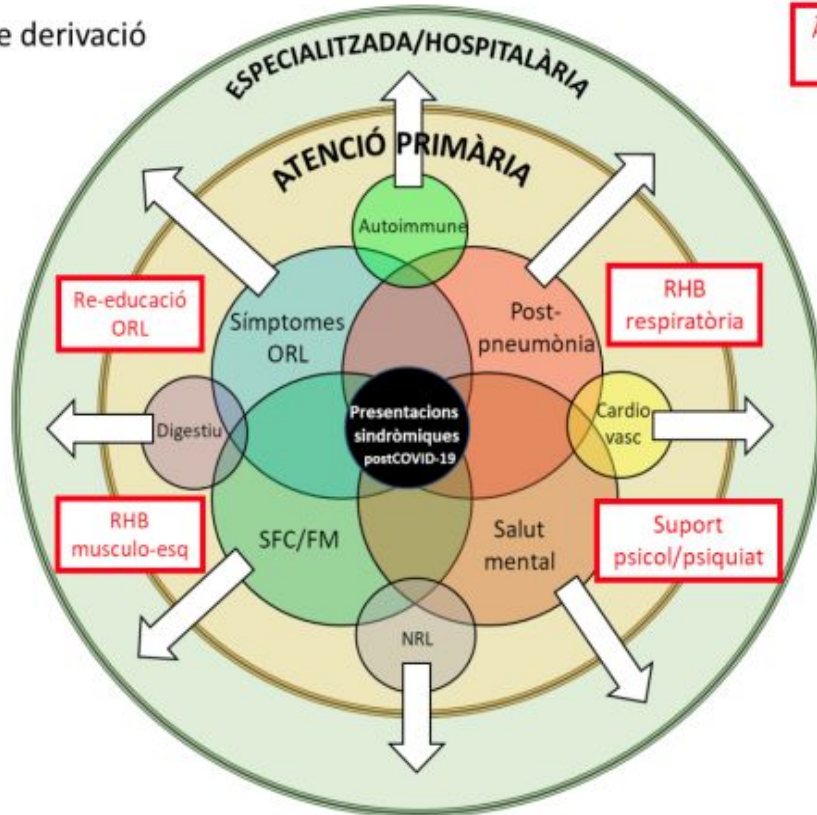 e derivació
ESPECIALITZADA/HOSPITALÀRIA
ATENCIÓ PRIMÀRIA
Autoimmune
Re-educació
ORL
Símptomes
ORL
Post-
pneumònia
RHB
respiratòria
Digestiu
Presentacions
sindròmiques
postCOVID-19
Cardio
vasc
RHB
musculo-esq
SFC/FM
Salut
mental
Suport
psicol/psiquiat
NRL